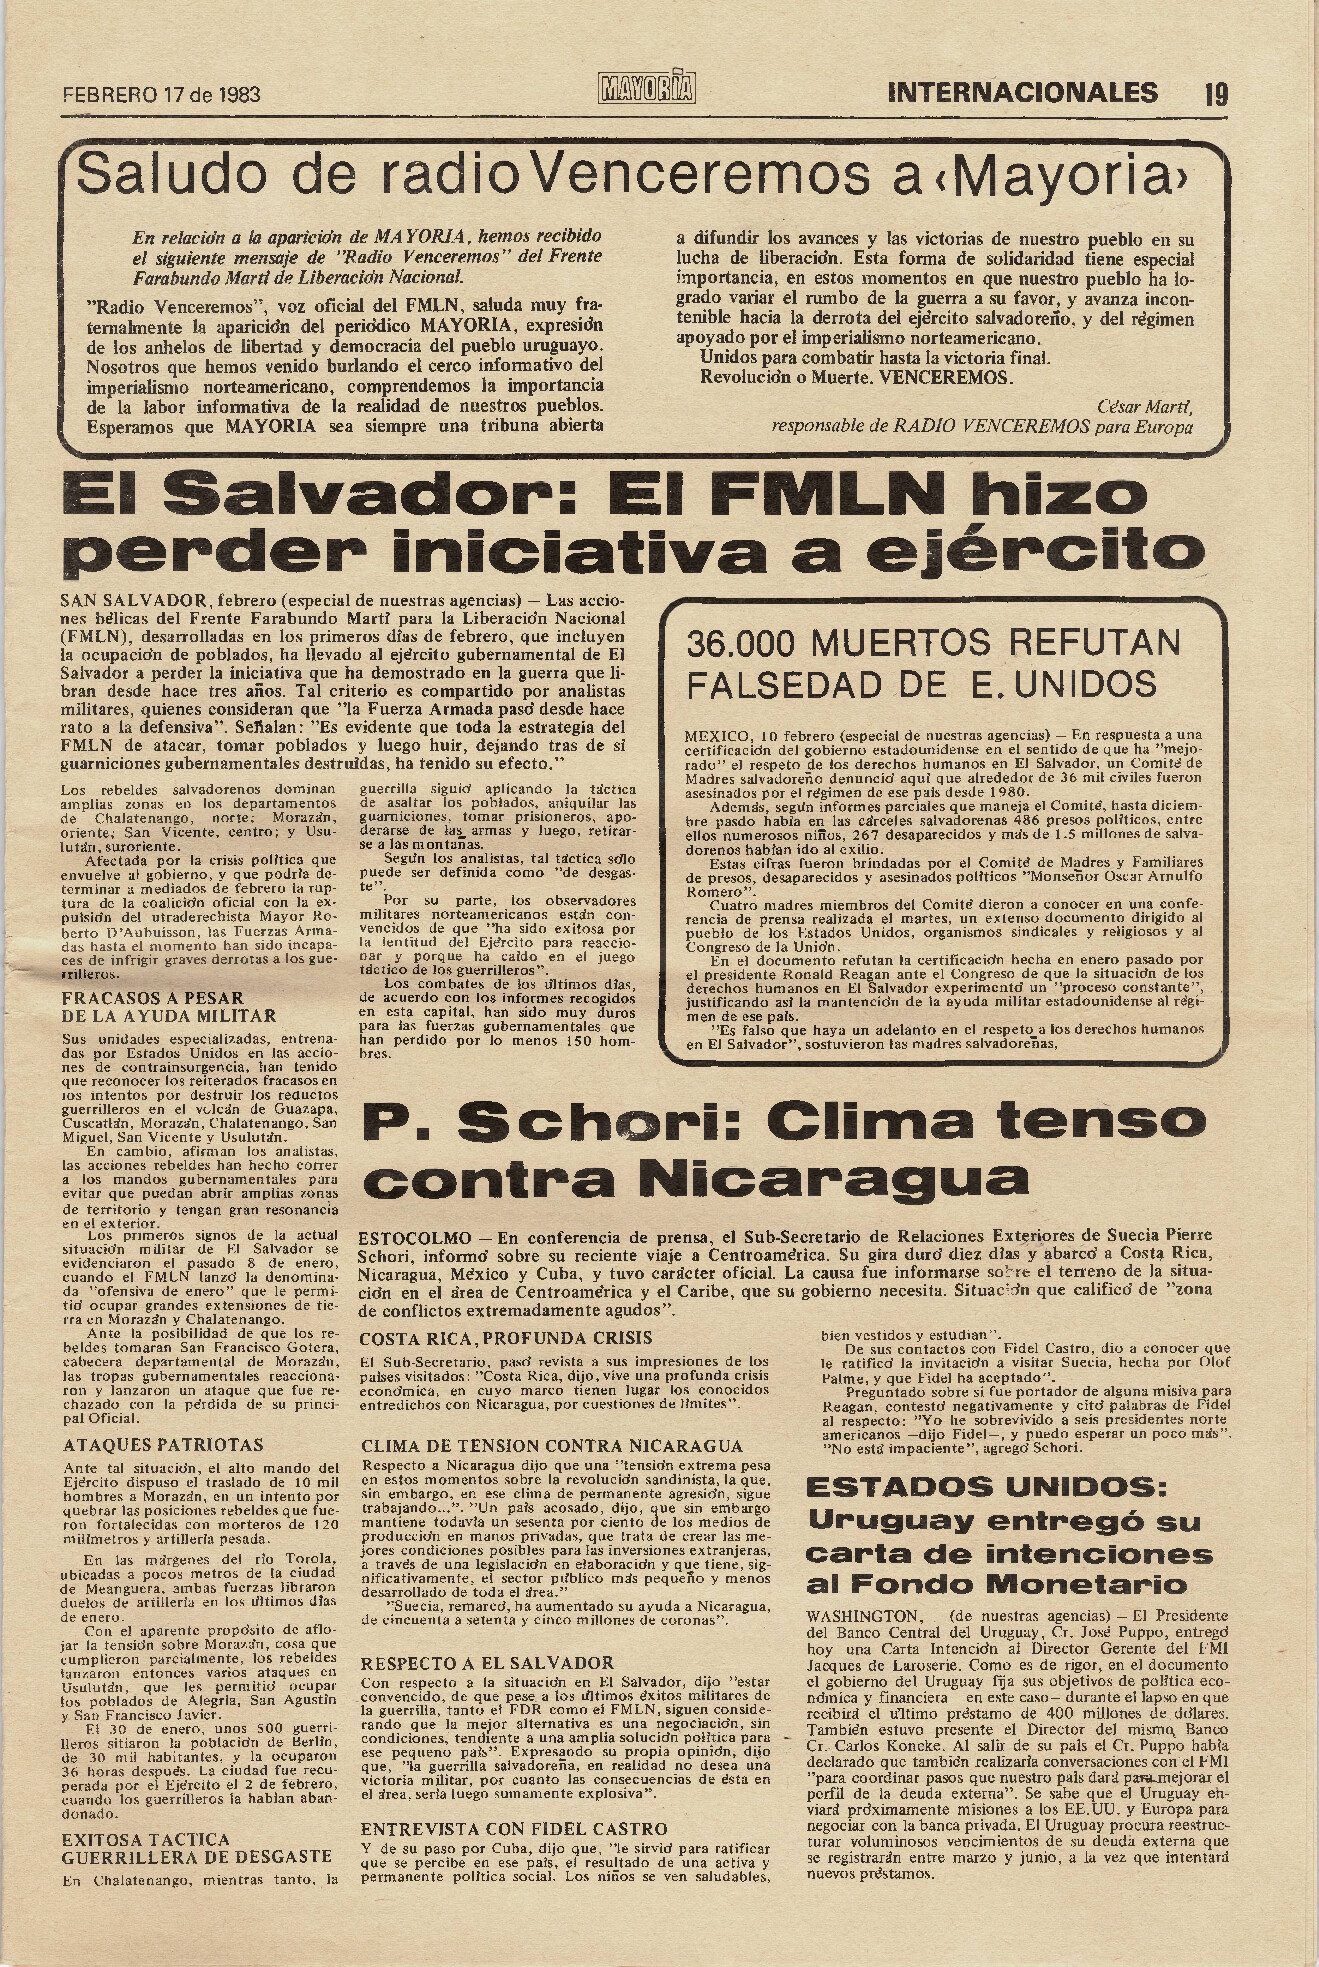 FEBRERO 17 de 1983
MAYORÍA
INTERNACIONALES 19
Saludo de radio Venceremos a ‹Mayoria›
En relación a la aparición de MAYORIA, hemos recibido
el siguiente mensaje de "Radio Venceremos" del Frente
Farabundo Martí de Liberación Nacional.
"Radio Venceremos", voz oficial del FMLN, saluda muy fra-
ternalmente la aparición del periódico MAYORIA, expresión
de los anhelos de libertad y democracia del pueblo uruguayo.
Nosotros que hemos venido burlando el cerco informativo del
imperialismo norteamericano, comprendemos la importancia
de la labor informativa de la realidad de nuestros pueblos.
Esperamos que MAYORIA sea siempre una tribuna abierta
a difundir los avances y las victorias de nuestro pueblo en su
lucha de liberación. Esta forma de solidaridad tiene especial
importancia, en estos momentos en que nuestro pueblo ha lo-
grado variar el rumbo de la guerra a su favor, y avanza incon-
tenible hacia la derrota del ejército salvadoreño, y del régimen
apoyado por el imperialismo norteamericano.
Unidos para combatir hasta la victoria final.
Revolución o Muerte. VENCEREMOS.
César Martí,
responsable de RADIO VENCEREMOS para Europa
El Salvador: El FMLN hizo
perder iniciativa a ejército
SAN SALVADOR, febrero (especial de nuestras agencias) — Las accio-
nes bélicas del Frente Farabundo Martí para la Liberación Nacional
(FMLN), desarrolladas en los primeros días de febrero, que incluyen
la ocupación de poblados, ha llevado al ejército gubernamental de El
Salvador a perder la iniciativa que ha demostrado en la guerra que li-
bran desde hace tres años. Tal criterio es compartido por analistas
militares, quienes consideran que "la Fuerza Armada pasó desde hace
rato a la defensiva". Señalan: "Es evidente que toda la estrategia del
FMLN de atacar, tomar poblados y luego huir, dejando tras de sí
guarniciones gubernamentales destruídas, ha tenido su efecto."
Los rebeldes salvadorenos dominan
amplias zonas en los departamentos
de Chalatenango, norte; Morazán,
oriente; San Vicente, centro; y Usu-
lután, suroriente.
Afectada por la crisis política que
envuelve al gobierno, y que podría de-
terminar a mediados de febrero la rup-
tura de la coalición oficial con la ex-
pulsión del utraderechista Mayor Ro-
berto D'Aubuisson, las Fuerzas Arma-
das hasta el momento han sido incapa-
ces de infrigir graves derrotas a los gue-
rrilleros.
FRACASOS A PESAR
DE LA AYUDA MILITAR
Sus unidades especializadas, entrena-
das por Estados Unidos en las accio-
nes de contrainsurgencia, han tenido
que reconocer los reiterados fracasos en
los intentos por destruir los reductos
guerrilleros en el volcán de Guazapa,
Cuscatlán, Morazán, Chalatenango, San
Miguel, San Vicente y Usulután.
En cambio, afirman los analistas,
las acciones rebeldes han hecho correr
a los mandos gubernamentales para
evitar que puedan abrir amplias zonas
de territorio y tengan gran resonancia
en el exterior.
Los primeros signos de la actual
situación militar de El Salvador se
evidenciaron el pasado 8 de enero,
cuando el FMLN lanzó la denomina-
da "ofensiva de enero" que le permi-
tió ocupar grandes extensiones de tie-
rra en Morazán y Chalatenango.
Ante la posibilidad de que los re-
beldes tomaran San Francisco Gotera,
cabecera departamental de Morazán,
las tropas gubernamentales reacciona-
ron y lanzaron un ataque que fue re-
chazado con la pérdida de su princi-
pal Oficial.
ATAQUES PATRIOTAS
Ante tal situación, el alto mando del
Ejército dispuso el traslado de 10 mil
hombres a Morazán, en un intento por
quebrar las posiciones rebeldes que fue-
ron fortalecidas con morteros de 120
milímetros y artillería pesada.
En las márgenes del río Torola,
ubicadas a pocos metros de la ciudad
de Meanguera, ambas fuerzas libraron
duelos de artillería en los últimos días
de enero.
Con el aparente propósito de aflo-
jar la tensión sobre Morazán, cosa que
cumplieron parcialmente, los rebeldes
lanzaron entonces varios ataques en
Usulután, que les permitió ocupar
los poblados de Alegría, San Agustín
y San Francisco Javier.
El 30 de enero, unos 500 guerri-
lleros sitiaron la población de Berlín,
de 30 mil habitantes, y la ocuparon
36 horas después. La ciudad fue recu-
perada por el Ejército el 2 de febrero,
cuando los guerrilleros la habían aban-
donado.
EXITOSA TACTICA
GUERRILLERA DE DESGASTE
En Chalatenango, mientras tanto, la
guerrilla siguió aplicando la táctica
de asaltar los poblados, aniquilar las
guarniciones, tomar prisioneros, apo-
derarse de las armas y luego, retirar-
se a las montañas.
Según los analistas, tal táctica sólo
puede ser definida como "de desgas-
te".
Por su parte, los observadores
militares norteamericanos están con-
vencidos de que "ha sido exitosa por
la lentitud del Ejército para reaccio-
nar y porque ha caído en el juego
táctico de los guerrilleros".
Los combates de los últimos días,
de acuerdo con los informes recogidos
en esta capital, han sido muy duros
para las fuerzas gubernamentales que
han perdido por lo menos 150 hom-
bres.
36.000 MUERTOS REFUTAN
FALSEDAD DE E. UNIDOS
MEXICO, 10 febrero (especial de nuestras agencias) — En respuesta a una
certificación del gobierno estadounidense en el sentido de que ha "mejo-
rado" el respeto de los derechos humanos en El Salvador, un Comité de
Madres salvadoreño denunció aquí que alrededor de 36 mil civiles fueron
asesinados por el régimen de ese país desde 1980.
Además, según informes parciales que maneja el Comité, hasta diciem-
bre pasdo había en las cárceles salvadorenas 486 presos políticos, entre
ellos numerosos niños, 267 desaparecidos y más de 1.5 millones de salva-
dorenos habían ido al exilio.
Estas cifras fueron brindadas por el Comité de Madres y Familiares
de presos, desaparecidos y asesinados políticos "Monseñor Oscar Arnulfo
Romero".
Cuatro madres miembros del Comité dieron a conocer en una confe-
rencia de prensa realizada el martes, un extenso documento dirigido al
pueblo de los Estados Unidos, organismos sindicales y religiosos y al
Congreso de la Unión.
En el documento refutan la certificación hecha en enero pasado por
el presidente Ronald Reagan ante el Congreso de que la situación de los
derechos humanos en El Salvador experimentó un "proceso constante",
justificando así la mantención de la ayuda militar estadounidense al régi-
men de ese país.
"Es falso que haya un adelanto en el respeto a los derechos humanos
en El Salvador", sostuvieron las madres salvadoreñas,
P. Schori: Clima tenso
contra Nicaragua
ESTOCOLMO — En conferencia de prensa, el Sub-Secretario de Relaciones Exteriores de Suecia Pierre
Schori, informó sobre su reciente viaje a Centroamérica. Su gira duró diez días y abarcó a Costa Rica,
Nicaragua, México y Cuba, y tuvo carácter oficial. La causa fue informarse sobre el terreno de la situa-
ción en el área de Centroamérica y el Caribe, que su gobierno necesita. Situación que calificó de "zona
de conflictos extremadamente agudos".
COSTA RICA, PROFUNDA CRISIS
El Sub-Secretario, pasó revista a sus impresiones de los
países visitados: "Costa Rica, dijo, vive una profunda crisis
económica, en cuyo marco tienen lugar los conocidos
entredichos con Nicaragua, por cuestiones de límites".
CLIMA DE TENSION CONTRA NICARAGUA
Respecto a Nicaragua dijo que una "tensión extrema pesa
en estos momentos sobre la revolución sandinista, la que,
sin embargo, en ese clima de permanente agresión, sigue
trabajando...". "Un país acosado, dijo, que sin embargo
mantiene todavía un sesenta por ciento de los medios de
producción en manos privadas, que trata de crear las me-
jores condiciones posibles para las inversiones extranjeras,
a través de una legislación en elaboración y que tiene, sig-
nificativamente, el sector público más pequeño y menos
desarrollado de toda el área."
"Suecia, remarcó, ha aumentado su ayuda a Nicaragua,
de cincuenta a setenta y cinco millones de coronas".
RESPECTO A EL SALVADOR
Con respecto a la situación en El Salvador, dijo "estar
convencido, de que pese a los últimos éxitos militares de
la guerrilla, tanto el FDR como el FMLN, siguen conside-
rando que la mejor alternativa es una negociación, sin
condiciones, tendiente a una amplia solución política para
ese pequeno país". Expresando su propia opinión, dijo
que, "la guerrilla salvadoreña, en realidad no desea una
victoria militar, por cuanto las consecuencias de ésta en
el área, sería luego sumamente explosiva".
ENTREVISTA CON FIDEL CASTRO
Y de su paso por Cuba, dijo que, "le sirvió para ratificar
que se percibe en ese país, el resultado de una activa y
permanente política social. Los niños se ven saludables,
bien vestidos y estudian".
De sus contactos con Fidel Castro, dio a conocer que
le ratificó la invitación a visitar Suecia, hecha por Olof
Palme, y que Fidel ha aceptado".
Preguntado sobre si fue portador de alguna misiva para
Reagan, contestó negativamente y citó palabras de Fidel
al respecto: "Yo he sobrevivido a seis presidentes norte
americanos —dijo Fidel—, y puedo esperar un poco más".
"No está impaciente", agregó Schori.
ESTADOS UNIDOS:
Uruguay entregó su
carta de intenciones
al Fondo Monetario
WASHINGTON, (de nuestras agencias) — El Presidente
del Banco Central del Uruguay, Cr. José Puppo, entregó
hoy una Carta Intención al Director Gerente del FMI
Jacques de Laroserie. Como es de rigor, en el documento
el gobierno del Uruguay fija sus objetivos de política eco-
nómica y financiera en este caso— durante el lapso en que
recibirá el último préstamo de 400 millones de dólares.
También estuvo presente el Director del mismo, Banco
Cr. Carlos Koncke. Al salir de su país el Cr. Puppo había
declarado que también realizaría conversaciones con el FMI
"para coordinar pasos que nuestro país dará para mejorar el
perfil de la deuda externa". Se sabe que el Uruguay en-
viará próximamente misiones a los EE.UU. y Europa para
negociar con la banca privada. El Uruguay procura reestruc-
turar voluminosos vencimientos de su deuda externa que
se registrarán entre marzo y junio, a la vez que intentará
nuevos préstamos.